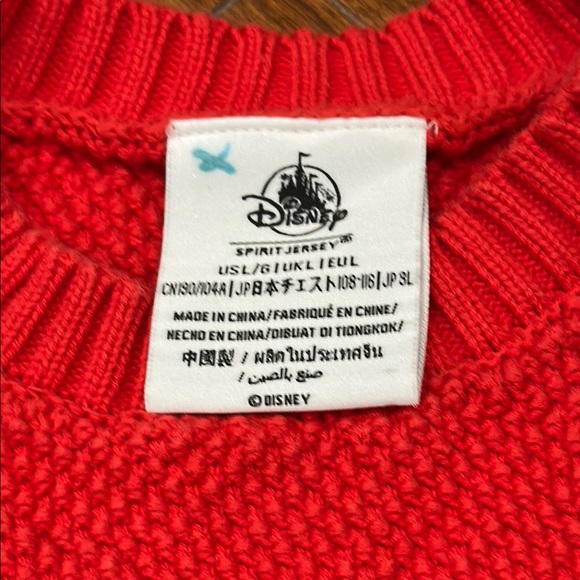 Disney
SPIRIT JERSEY
US L/G | UK L | EU L
CN 190/104A | JP日本チェスト108-116 | JP 3L
MADE IN CHINA/FABRIQUÉ EN CHINE/
HECHO EN CHINA/DIBUAT DI TIONGKOK/
中國製 / ผลิตในประเทศจีน
/ صنع بالصين
© DISNEY